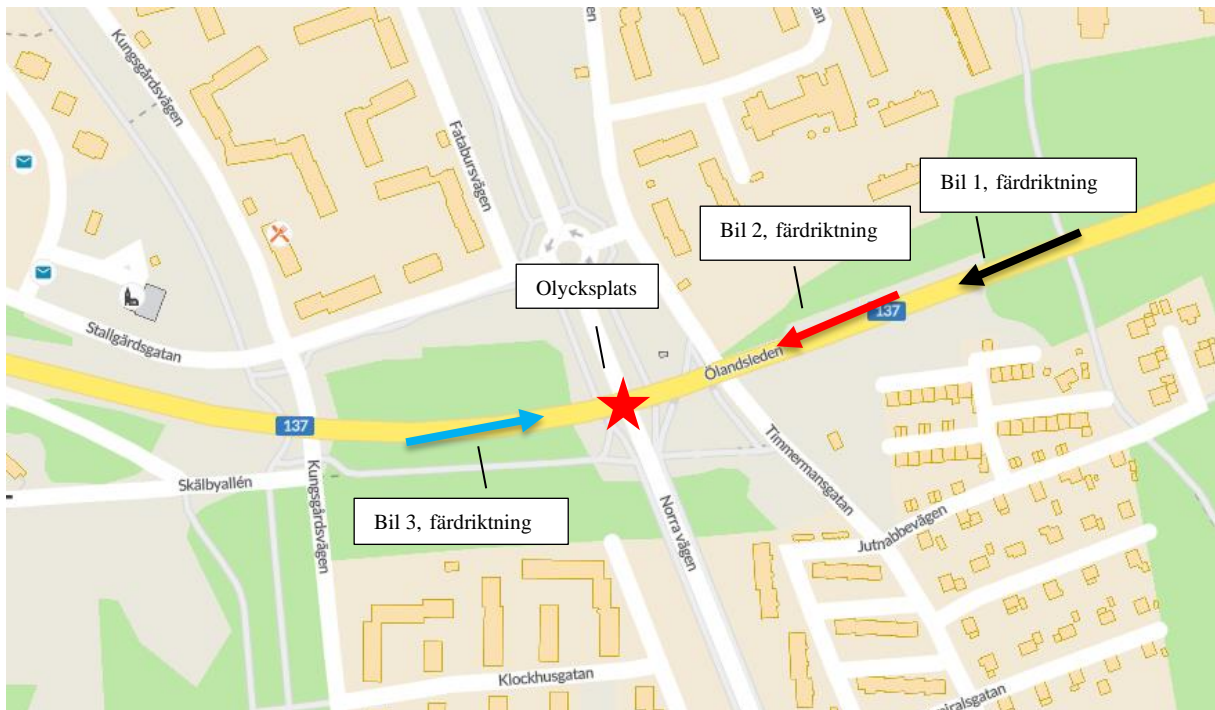 Kungsgårdsvägen
Fatabursvägen
Bil 1, färdriktning
Bil 2, färdriktning
Olycksplats
137
Stallgårdsgatan
Ölandsleden
137
Skälbyallén
Kungsgårdsvägen
Bil 3, färdriktning
Norra vägen
Timmermansgatan
Jutnabbevägen
Klockhusgatan